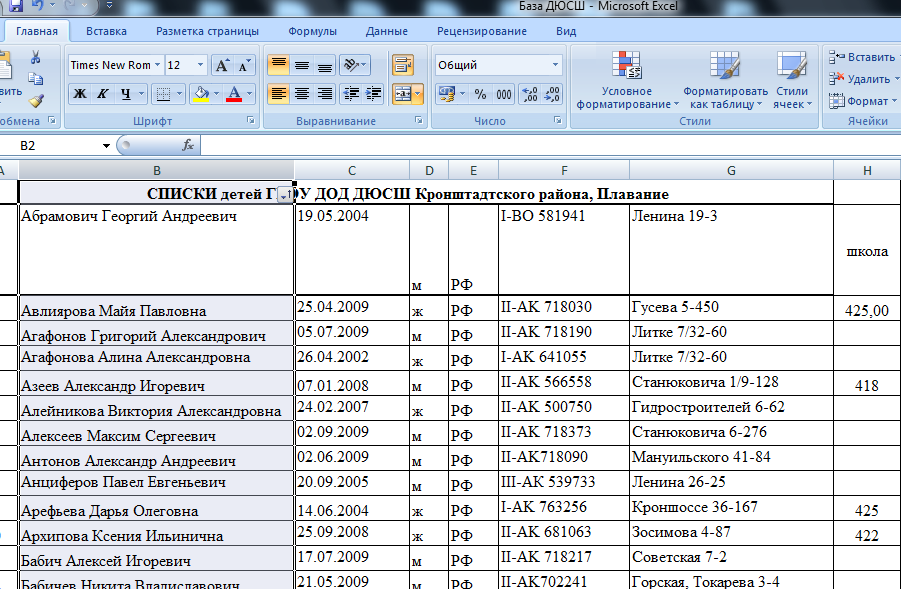 База ДЮСШ - Microsoft Excel
Главная Вставка Разметка страницы Формулы Данные Рецензирование Вид
Times New Rom 12 Общий Условное форматирование Форматировать как таблицу Стили ячеек Вставить Удалить Формат
Ж К Ч % 000
Шрифт Выравнивание Число Стили Ячейки
B2 fx
B C D E F G H
СПИСКИ детей Г ОУ ДОД ДЮСШ Кронштадтского района, Плавание
Абрамович Георгий Андреевич 19.05.2004 м РФ I-ВО 581941 Ленина 19-3 школа
Авлиярова Майя Павловна 25.04.2009 ж РФ II-АК 718030 Гусева 5-450 425,00
Агафонов Григорий Александрович 05.07.2009 м РФ II-АК 718190 Литке 7/32-60
Агафонова Алина Александровна 26.04.2002 ж РФ I-АК 641055 Литке 7/32-60
Азеев Александр Игоревич 07.01.2008 м РФ II-АК 566558 Станюковича 1/9-128 418
Алейникова Виктория Александровна 24.02.2007 ж РФ II-АК 500750 Гидростроителей 6-62
Алексеев Максим Сергеевич 02.09.2009 м РФ II-АК 718373 Станюковича 6-276
Антонов Александр Андреевич 02.06.2009 м РФ II-АК718090 Мануильского 41-84
Анциферов Павел Евгеньевич 20.09.2005 м РФ III-АК 539733 Ленина 26-25
Арефьева Дарья Олеговна 14.06.2004 ж РФ I-АК 763256 Кроншоссе 36-167 425
Архипова Ксения Ильинична 25.09.2008 ж РФ II-АК 681063 Зосимова 4-87 422
Бабич Алексей Игоревич 17.07.2009 м РФ II-АК 718217 Советская 7-2
Бабичев Никита Владиславович 21.05.2009 м РФ II-АК702241 Горская, Токарева 3-4